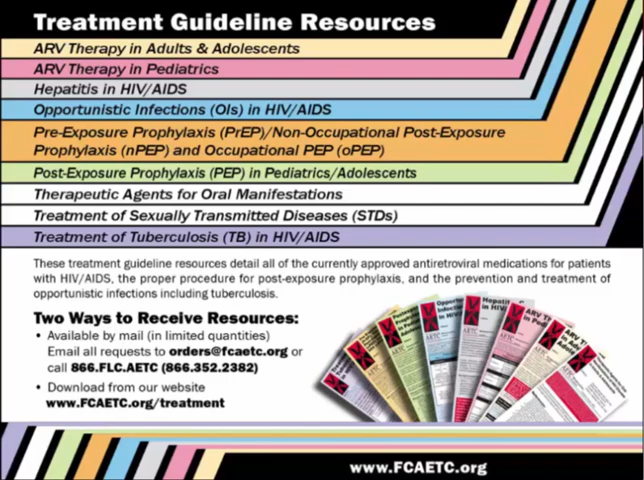 Treatment Guideline Resources
ARV Therapy in Adults & Adolescents
ARV Therapy in Pediatrics
Hepatitis in HIV/AIDS
Opportunistic Infections (OIs) in HIV/AIDS
Pre-Exposure Prophylaxis (PrEP)/Non-Occupational Post-Exposure
Prophylaxis (nPEP) and Occupational PEP (oPEP)
Post-Exposure Prophylaxis (PEP) in Pediatrics/Adolescents
Therapeutic Agents for Oral Manifestations
Treatment of Sexually Transmitted Diseases (STDs)
Treatment of Tuberculosis (TB) in HIV/AIDS
These treatment guideline resources detail all of the currently approved antiretroviral medications for patients
with HIV/AIDS, the proper procedure for post-exposure prophylaxis, and the prevention and treatment of
opportunistic infections including tuberculosis.
Two Ways to Receive Resources:
• Available by mail (in limited quantities)
Email all requests to orders@fcaetc.org or
call 866.FLC.AETC (866.352.2382)
• Download from our website
www.FCAETC.org/treatment
www.FCAETC.org